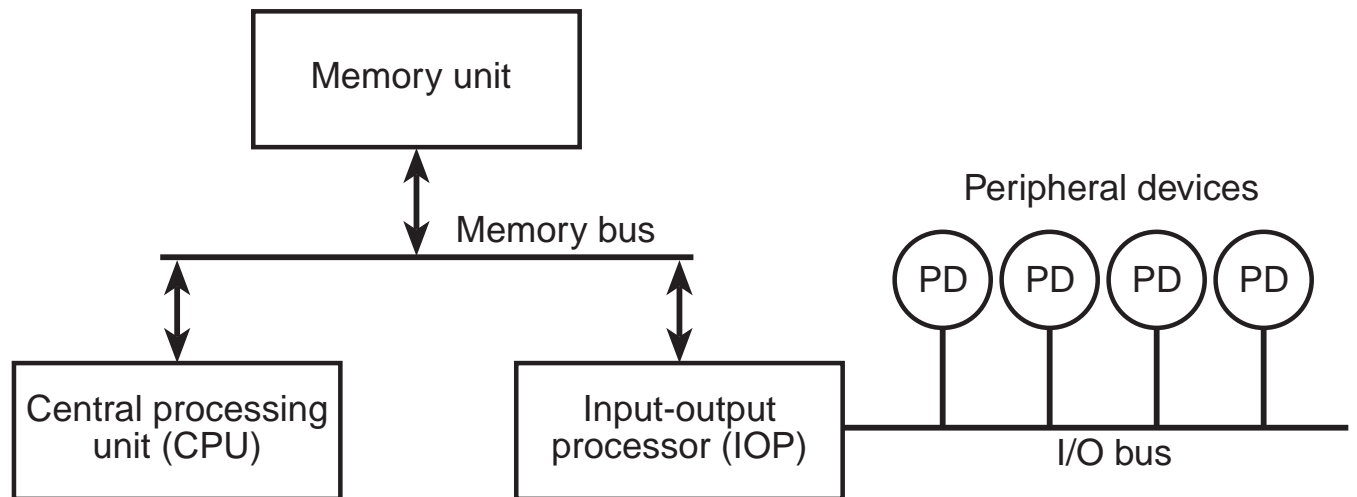 Memory unit
Memory bus
Peripheral devices
PD PD PD PD
Central processing
unit (CPU)
Input-output
processor (IOP)
I/O bus